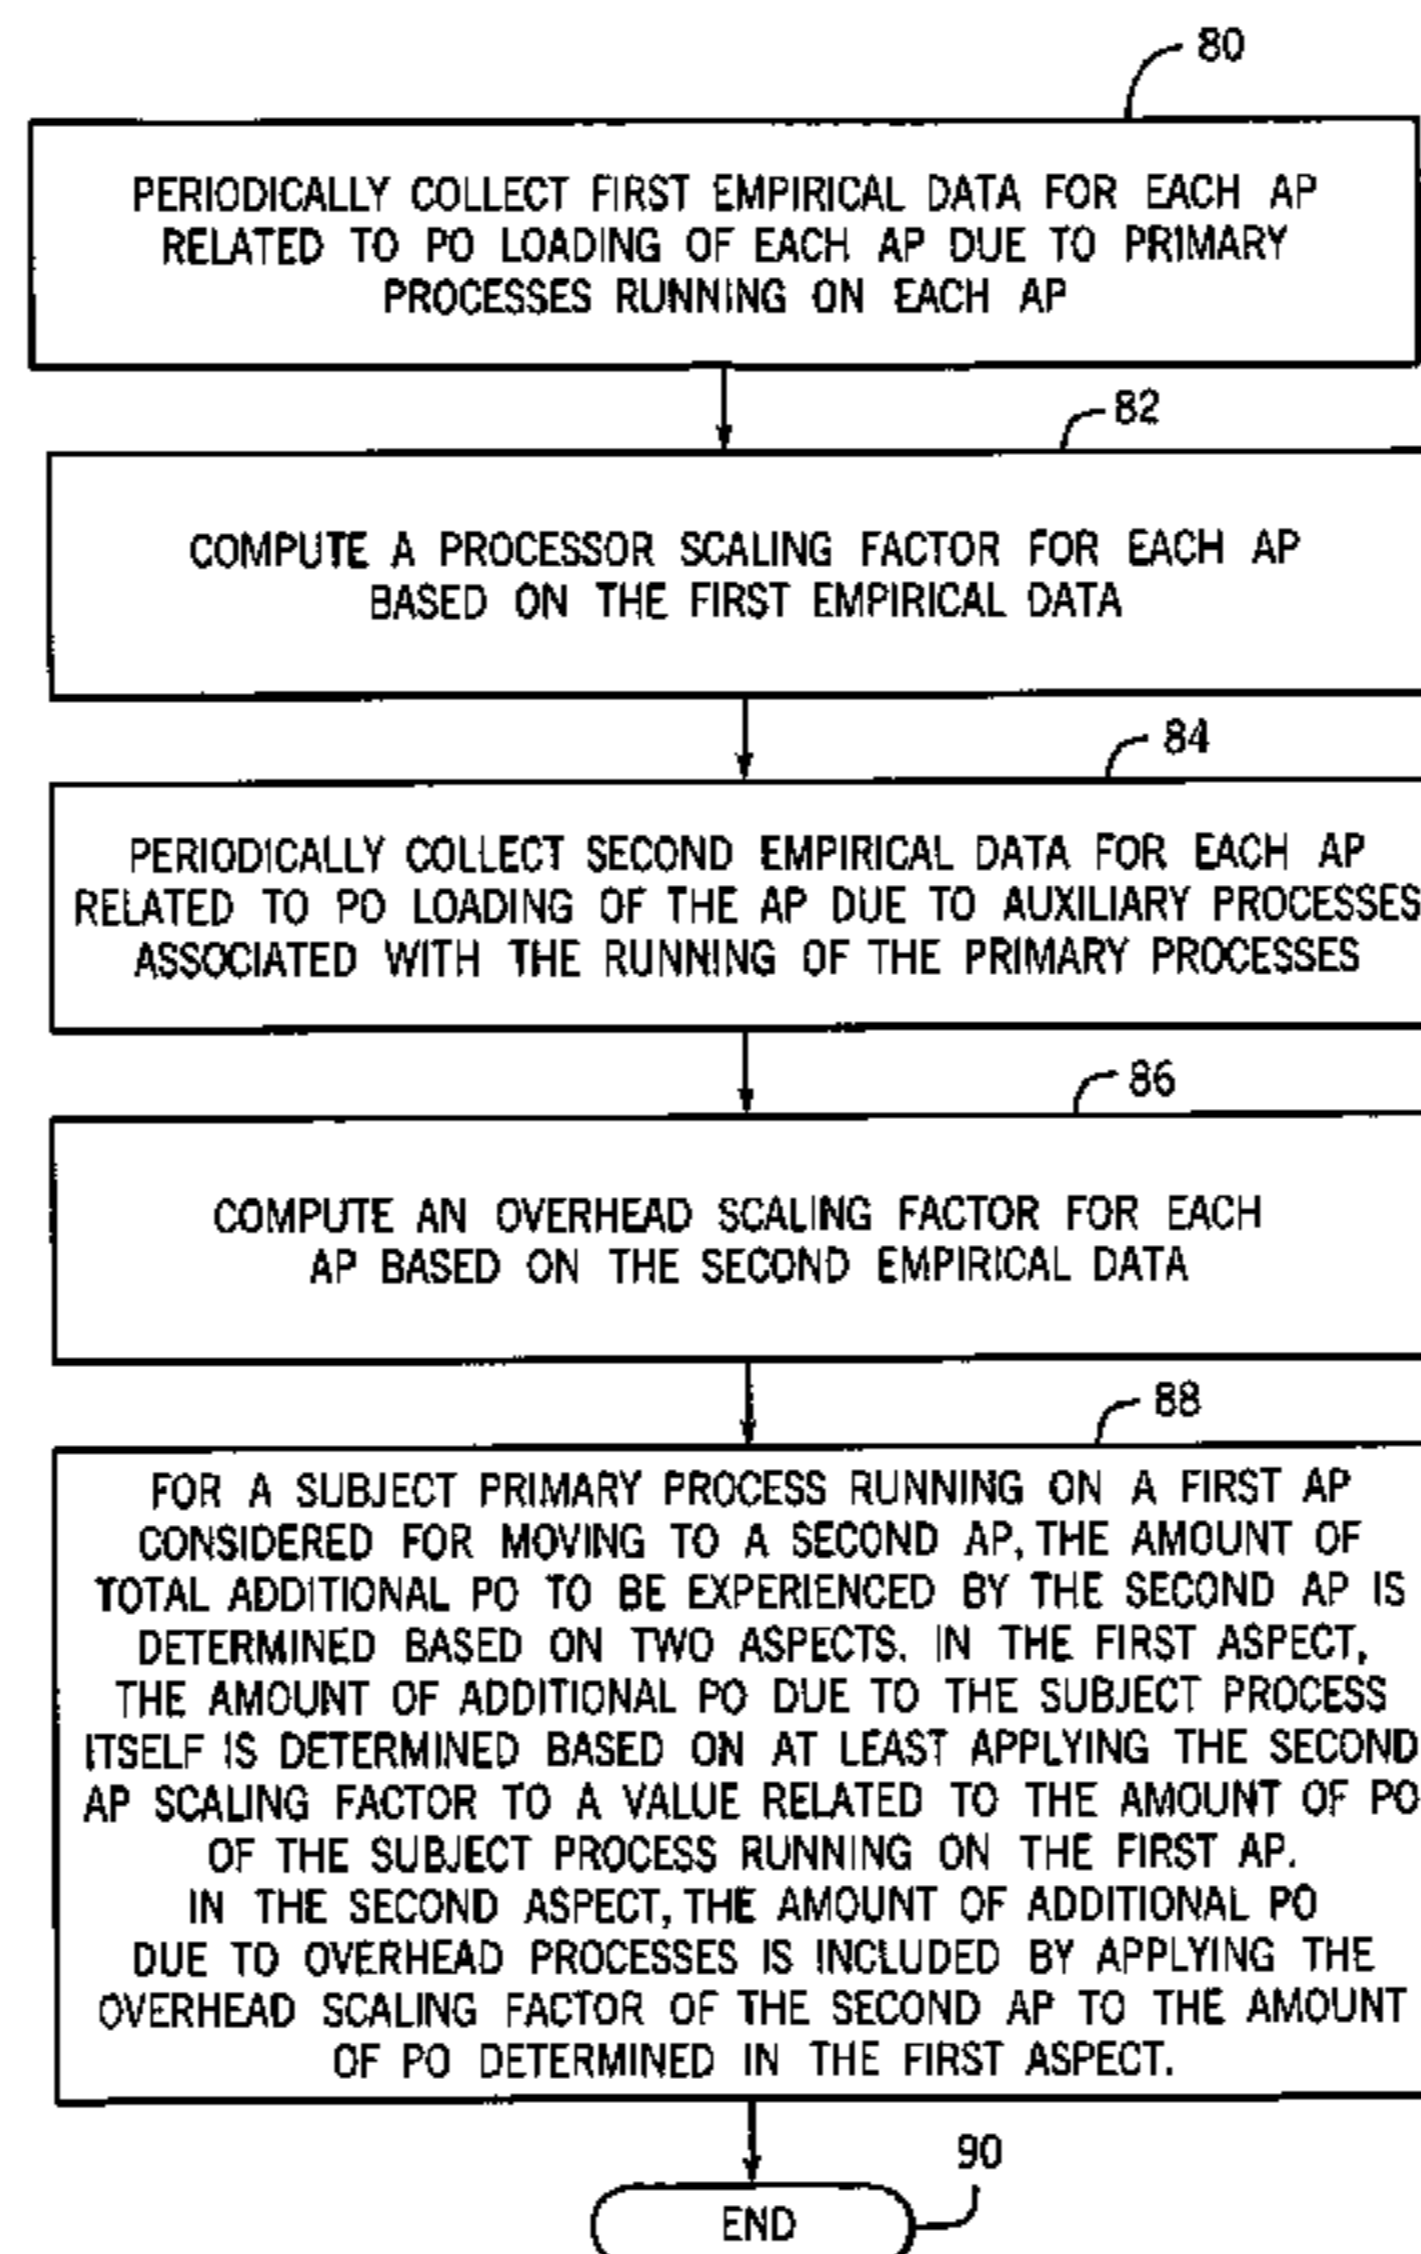 80
PERIODICALLY COLLECT FIRST EMPIRICAL DATA FOR EACH AP
RELATED TO PO LOADING OF EACH AP DUE TO PRIMARY
PROCESSES RUNNING ON EACH AP
82
COMPUTE A PROCESSOR SCALING FACTOR FOR EACH AP
BASED ON THE FIRST EMPIRICAL DATA
84
PERIODICALLY COLLECT SECOND EMPIRICAL DATA FOR EACH AP
RELATED TO PO LOADING OF THE AP DUE TO AUXILIARY PROCESSES
ASSOCIATED WITH THE RUNNING OF THE PRIMARY PROCESSES
86
COMPUTE AN OVERHEAD SCALING FACTOR FOR EACH
AP BASED ON THE SECOND EMPIRICAL DATA
88
FOR A SUBJECT PRIMARY PROCESS RUNNING ON A FIRST AP
CONSIDERED FOR MOVING TO A SECOND AP, THE AMOUNT OF
TOTAL ADDITIONAL PO TO BE EXPERIENCED BY THE SECOND AP IS
DETERMINED BASED ON TWO ASPECTS. IN THE FIRST ASPECT,
THE AMOUNT OF ADDITIONAL PO DUE TO THE SUBJECT PROCESS
ITSELF IS DETERMINED BASED ON AT LEAST APPLYING THE SECOND
AP SCALING FACTOR TO A VALUE RELATED TO THE AMOUNT OF PO
OF THE SUBJECT PROCESS RUNNING ON THE FIRST AP.
IN THE SECOND ASPECT, THE AMOUNT OF ADDITIONAL PO
DUE TO OVERHEAD PROCESSES IS INCLUDED BY APPLYING THE
OVERHEAD SCALING FACTOR OF THE SECOND AP TO THE AMOUNT
OF PO DETERMINED IN THE FIRST ASPECT.
90
END